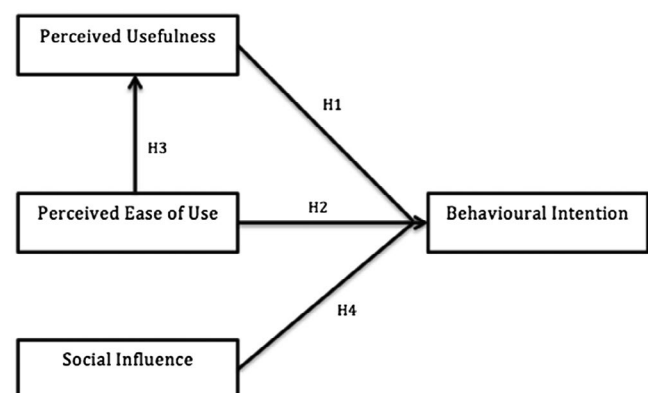 Perceived Usefulness
H1
H3
Perceived Ease of Use
H2
Behavioural Intention
H4
Social Influence